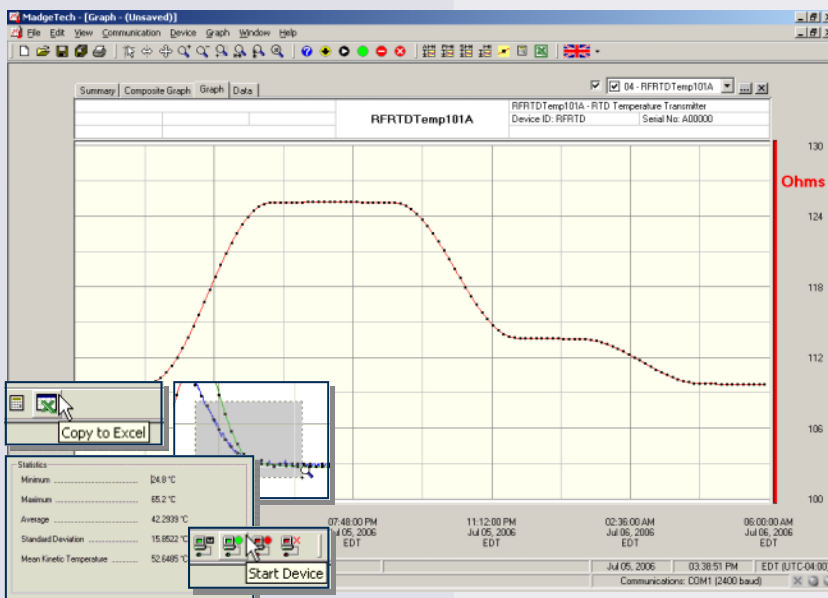 MadgeTech - [Graph - (Unsaved)]
File Edit View Communication Device Graph Window Help
Summary Composite Graph Graph Data
04 - RFRTDTemp101A
RFRTDTemp101A
RFRTDTemp101A - RTD Temperature Transmitter
Device ID: RFRTD Serial No: A00000
130
Ohms
124
118
112
106
100
Copy to Excel
Statistics
Minimum 24.8 °C
Maximum 65.2 °C
Average 42.2939 °C
Standard Deviation 15.8522 °C
Mean Kinetic Temperature 52.6485 °C
Start Device
07:48:00 PM 11:12:00 PM 02:36:00 AM 06:00:00 AM
Jul 05, 2006 Jul 05, 2006 Jul 06, 2006 Jul 06, 2006
EDT EDT EDT EDT
Jul 05, 2006 03:38:51 PM EDT (UTC-04:00)
Communications: COM1 (2400 baud)